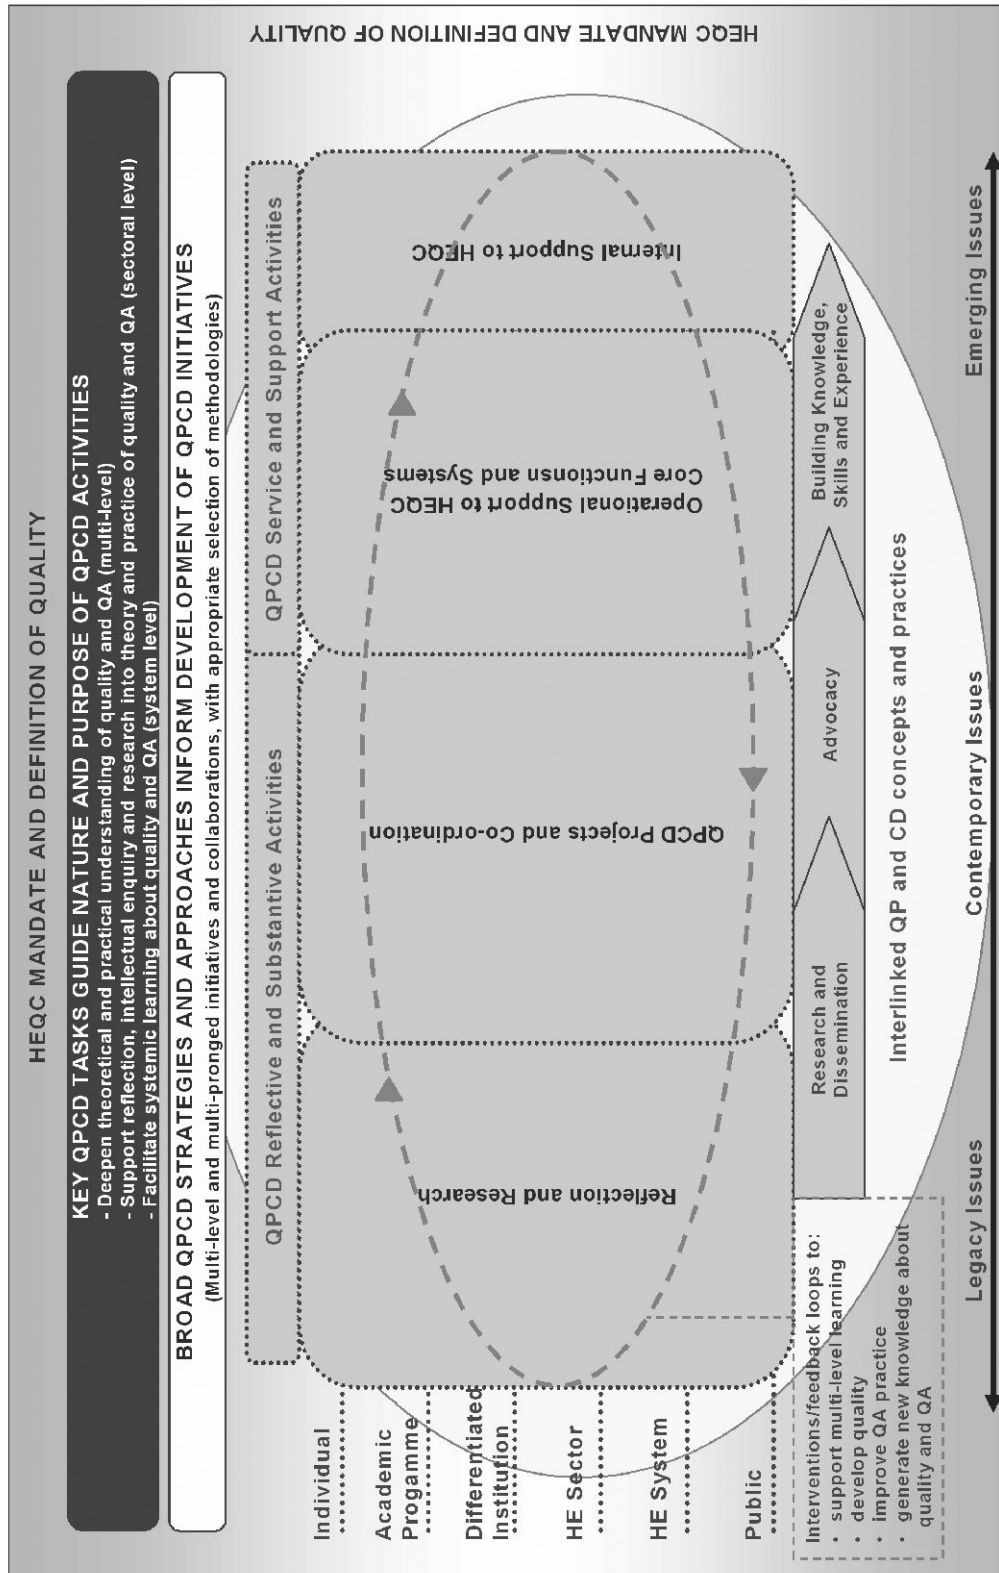 HEQC MANDATE AND DEFINITION OF QUALITY
KEY QPCD TASKS GUIDE NATURE AND PURPOSE OF QPCD ACTIVITIES
- Deepen theoretical and practical understanding of quality and QA (multi-level)
- Support reflection, intellectual enquiry and research into theory and practice of quality and QA (sectoral level)
- Facilitate systemic learning about quality and QA (system level)
BROAD QPCD STRATEGIES AND APPROACHES INFORM DEVELOPMENT OF QPCD INITIATIVES
(Multi-level and multi-pronged initiatives and collaborations, with appropriate selection of methodologies)
QPCD Reflective and Substantive Activities
QPCD Service and Support Activities
Individual
Academic
Progamme
Differentiated
Institution
HE Sector
HE System
Public
Reflection and Research
QPCD Projects and Co-ordination
Operational Support to HEQC
Core Functionsn and Systems
Internal Support to HEQC
Research and
Dissemination
Advocacy
Building Knowledge,
Skills and Experience
Interventions/feedback loops to:
· support multi-level learning
· develop quality
· improve QA practice
· generate new knowledge about
quality and QA
Interlinked QP and CD concepts and practices
Legacy Issues
Contemporary Issues
Emerging Issues
HEQC MANDATE AND DEFINITION OF QUALITY